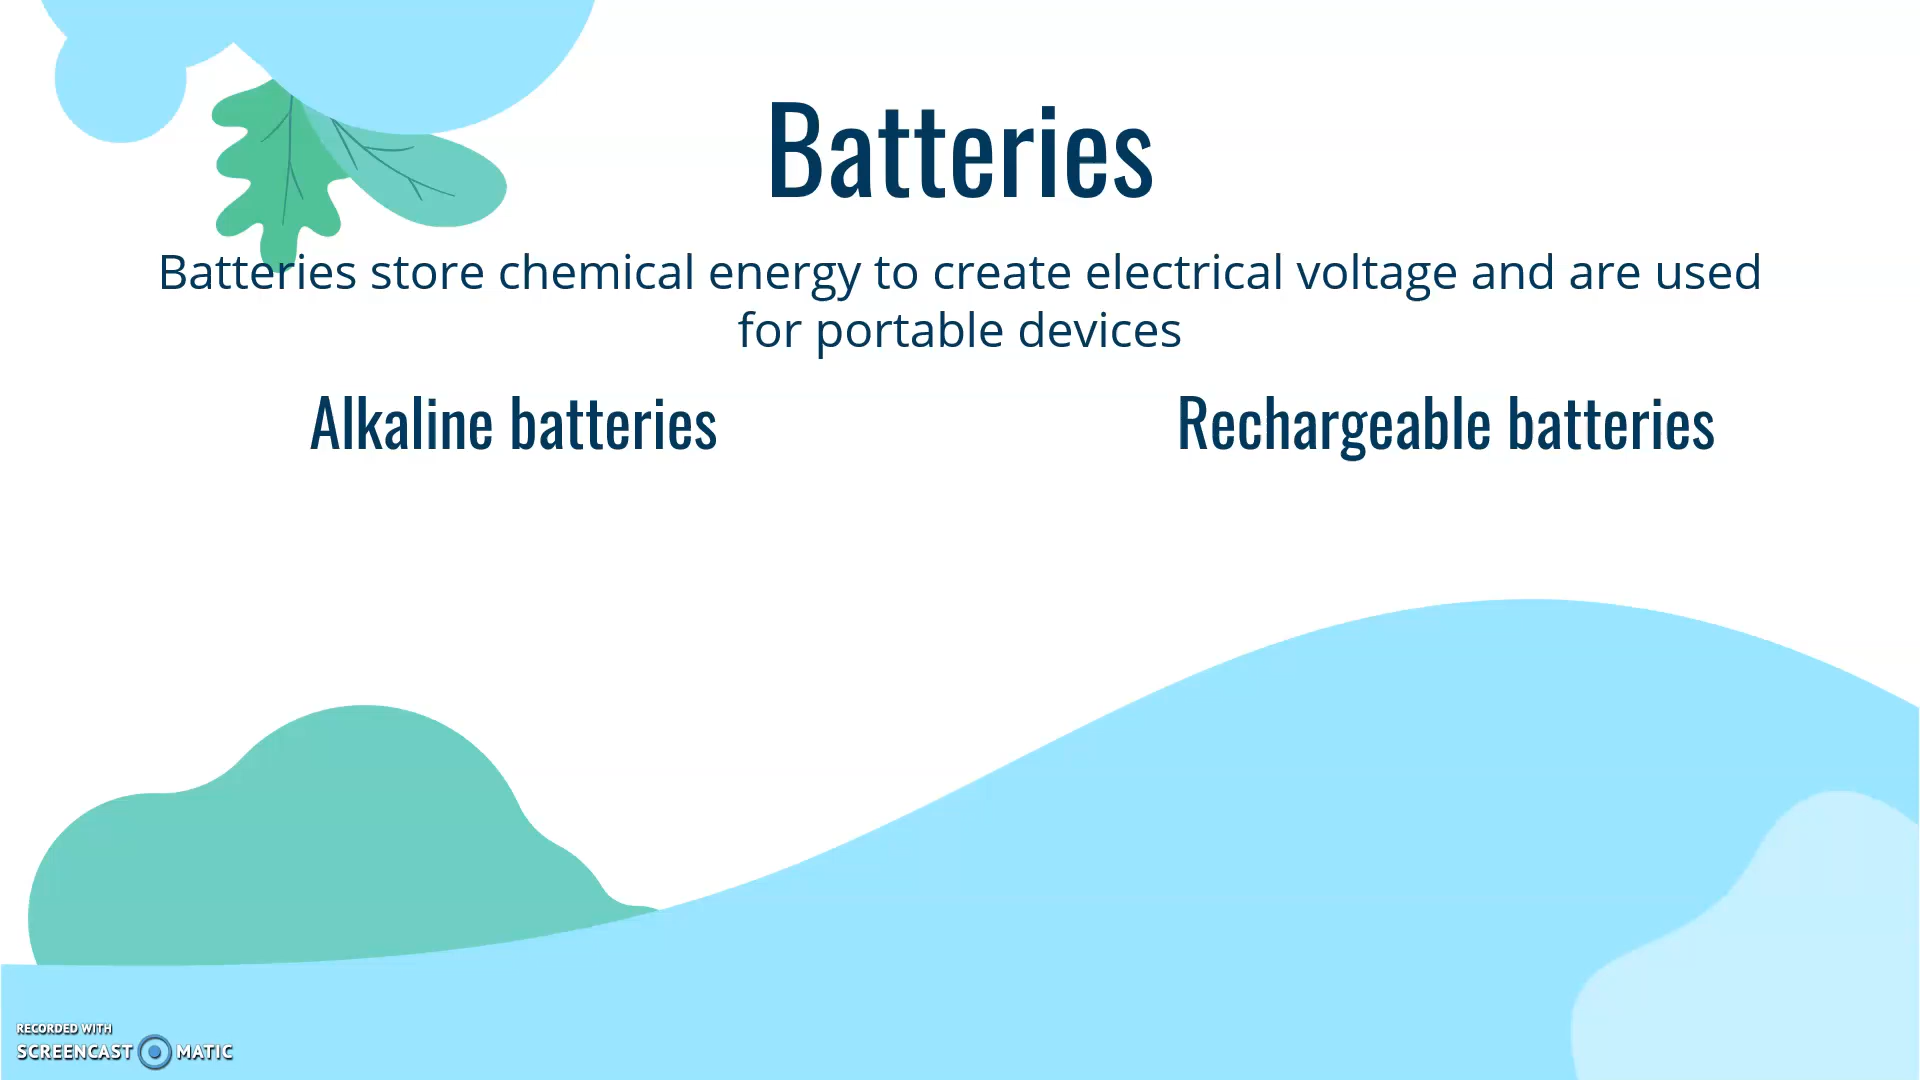 Batteries
Batteries store chemical energy to create electrical voltage and are used
for portable devices
Alkaline batteries
Rechargeable batteries
RECORDED WITH
SCREENCAST MATIC